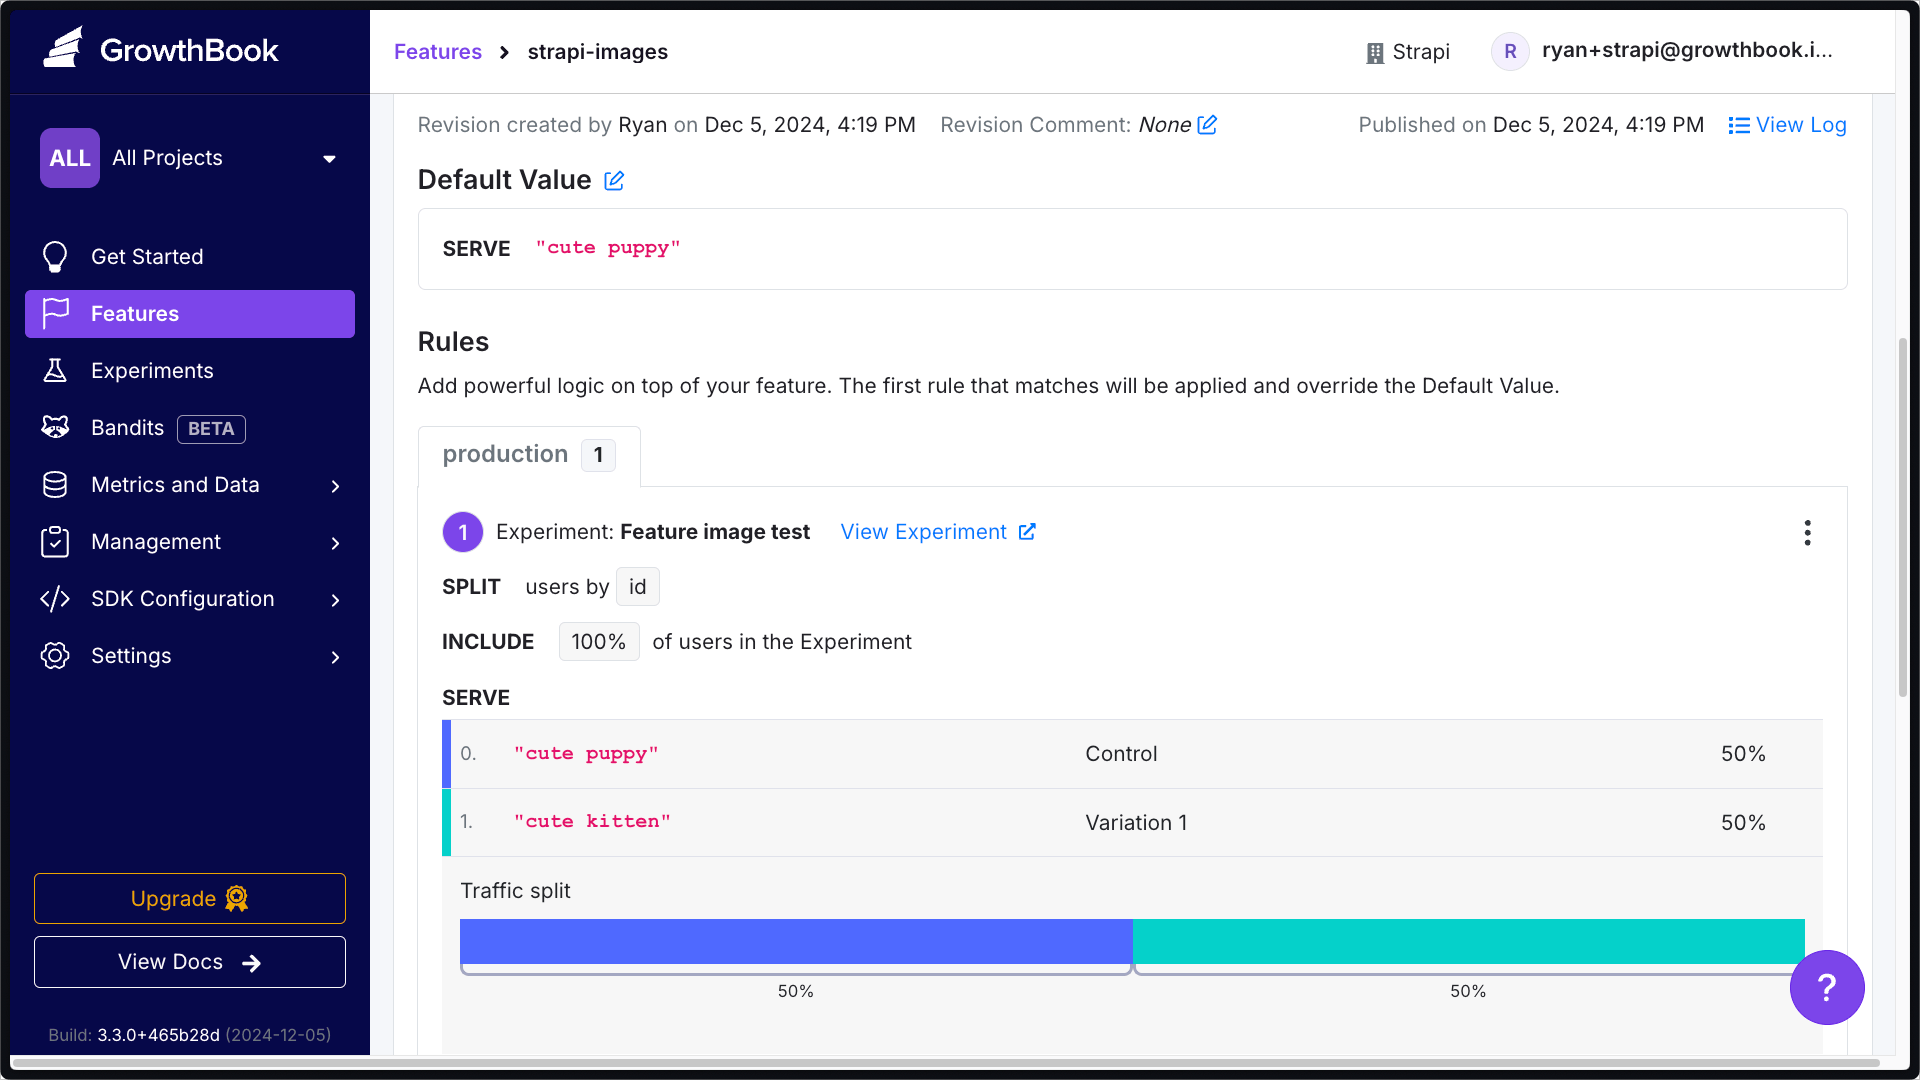 GrowthBook
Features > strapi-images
Strapi
R ryan+strapi@growthbook.i...
ALL All Projects
Get Started
Features
Experiments
Bandits BETA
Metrics and Data
Management
SDK Configuration
Settings
Upgrade
View Docs
Build: 3.3.0+465b28d (2024-12-05)
Revision created by Ryan on Dec 5, 2024, 4:19 PM Revision Comment: None Published on Dec 5, 2024, 4:19 PM View Log
Default Value
SERVE "cute puppy"
Rules
Add powerful logic on top of your feature. The first rule that matches will be applied and override the Default Value.
production 1
1 Experiment: Feature image test View Experiment
SPLIT users by id
INCLUDE 100% of users in the Experiment
SERVE
0. "cute puppy" Control 50%
1. "cute kitten" Variation 1 50%
Traffic split
50% 50%
?